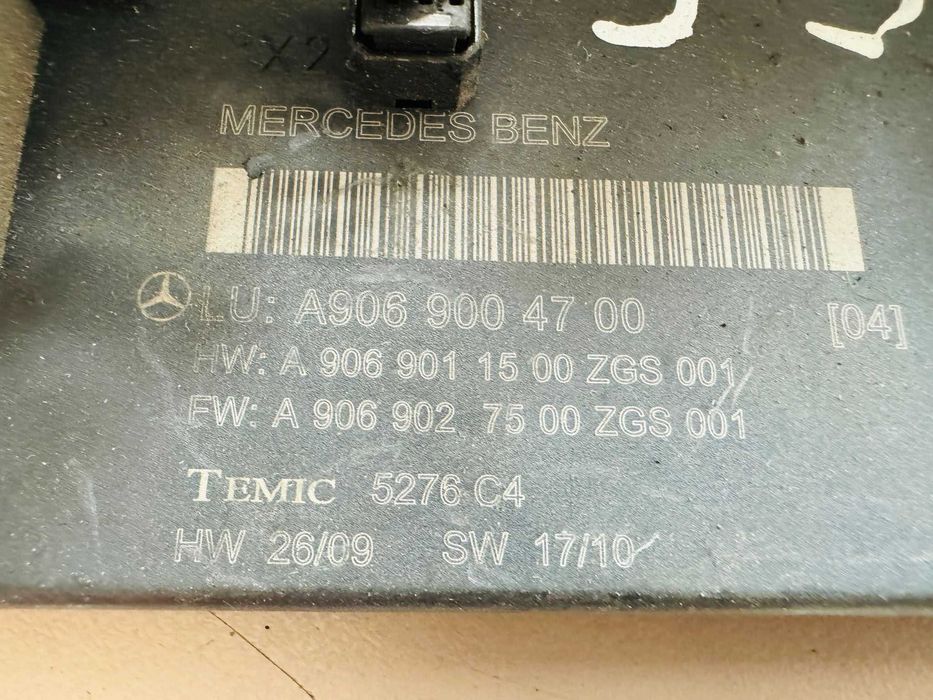 X2
MERCEDES BENZ
LU: A906 900 47 00 [04]
HW: A 906 901 15 00 ZGS 001
FW: A 906 902 75 00 ZGS 001
TEMIC 5276 C4
HW 26/09 SW 17/10